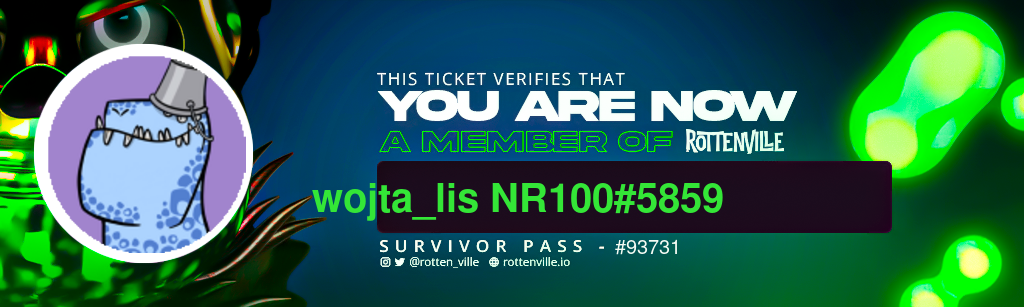 THIS TICKET VERIFIES THAT
YOU ARE NOW
A MEMBER OF ROTTENVILLE
wojta_lis NR100#5859
SURVIVOR PASS - #93731
@rotten_ville rottenville.io